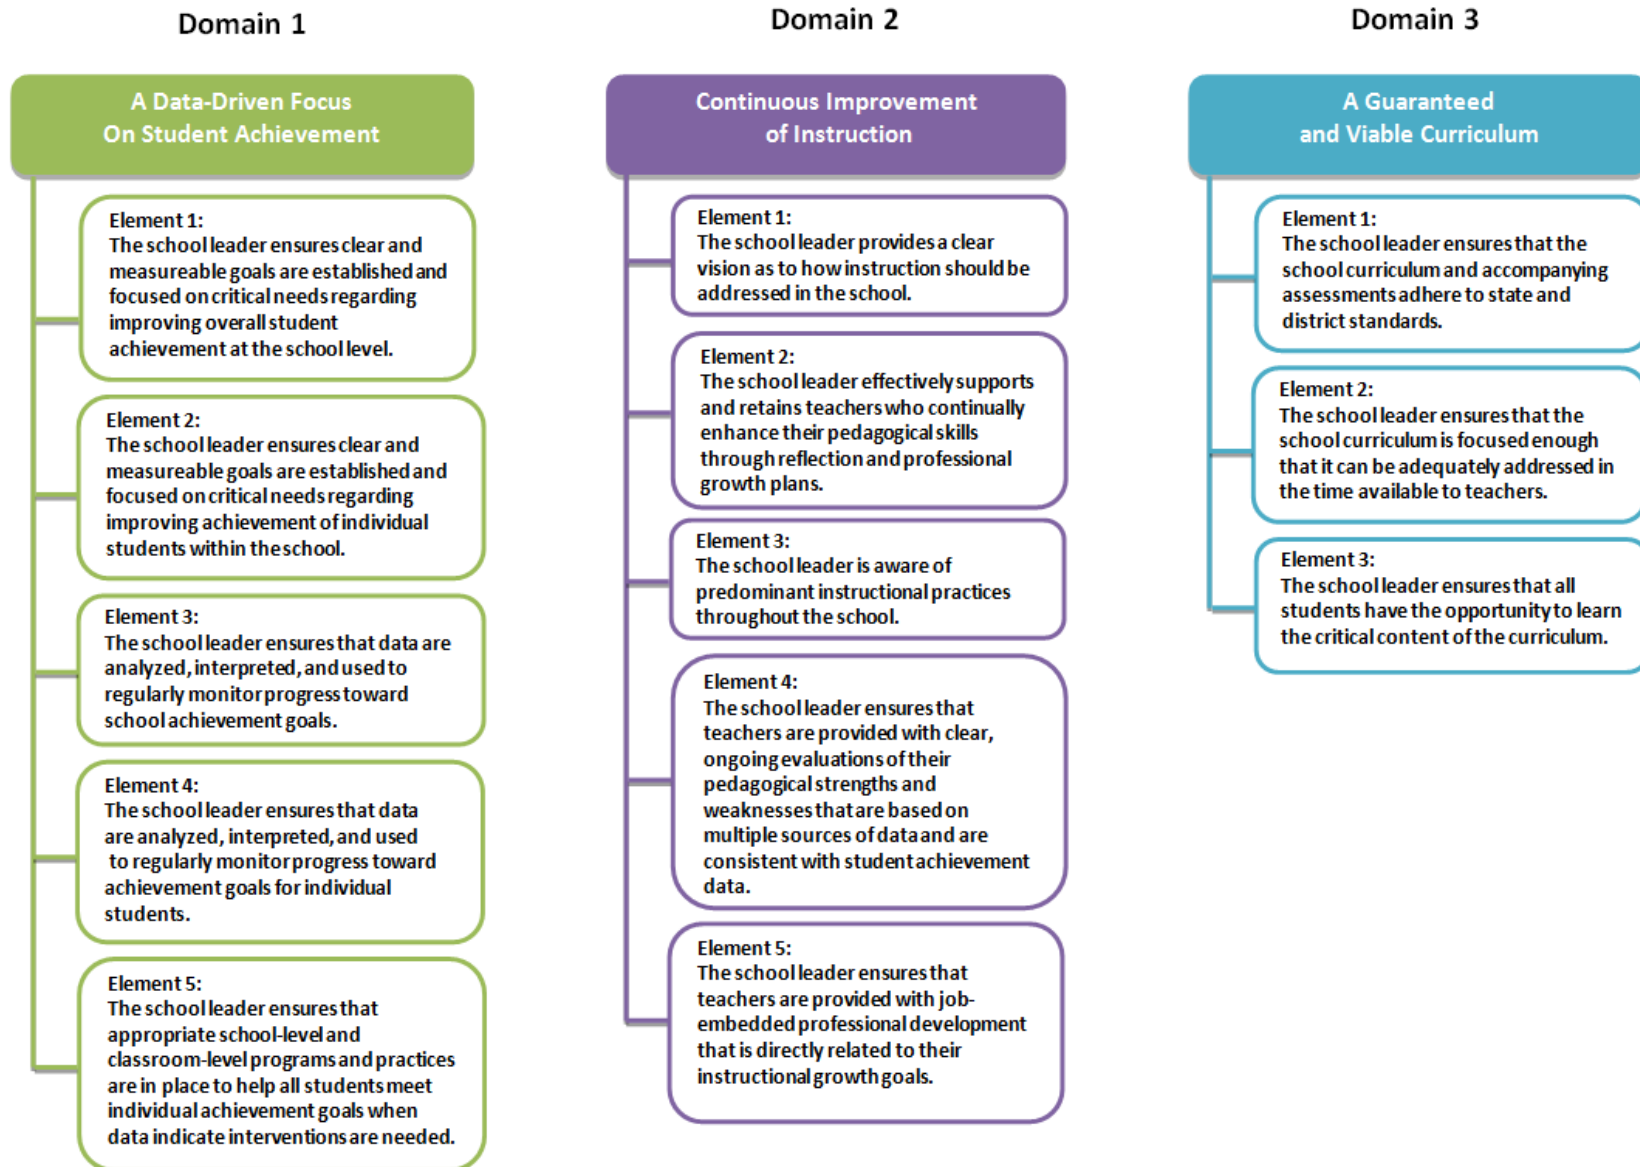 Domain 1
A Data-Driven Focus
On Student Achievement
Element 1:
The school leader ensures clear and
measureable goals are established and
focused on critical needs regarding
improving overall student
achievement at the school level.
Element 2:
The school leader ensures clear and
measureable goals are established and
focused on critical needs regarding
improving achievement of individual
students within the school.
Element 3:
The school leader ensures that data are
analyzed, interpreted, and used to
regularly monitor progress toward
school achievement goals.
Element 4:
The school leader ensures that data
are analyzed, interpreted, and used
to regularly monitor progress toward
achievement goals for individual
students.
Element 5:
The school leader ensures that
appropriate school-level and
classroom-level programs and practices
are in place to help all students meet
individual achievement goals when
data indicate interventions are needed.
Domain 2
Continuous Improvement
of Instruction
Element 1:
The school leader provides a clear
vision as to how instruction should be
addressed in the school.
Element 2:
The school leader effectively supports
and retains teachers who continually
enhance their pedagogical skills
through reflection and professional
growth plans.
Element 3:
The school leader is aware of
predominant instructional practices
throughout the school.
Element 4:
The school leader ensures that
teachers are provided with clear,
ongoing evaluations of their
pedagogical strengths and
weaknesses that are based on
multiple sources of data and are
consistent with student achievement
data.
Element 5:
The school leader ensures that
teachers are provided with job-
embedded professional development
that is directly related to their
instructional growth goals.
Domain 3
A Guaranteed
and Viable Curriculum
Element 1:
The school leader ensures that the
school curriculum and accompanying
assessments adhere to state and
district standards.
Element 2:
The school leader ensures that the
school curriculum is focused enough
that it can be adequately addressed in
the time available to teachers.
Element 3:
The school leader ensures that all
students have the opportunity to learn
the critical content of the curriculum.